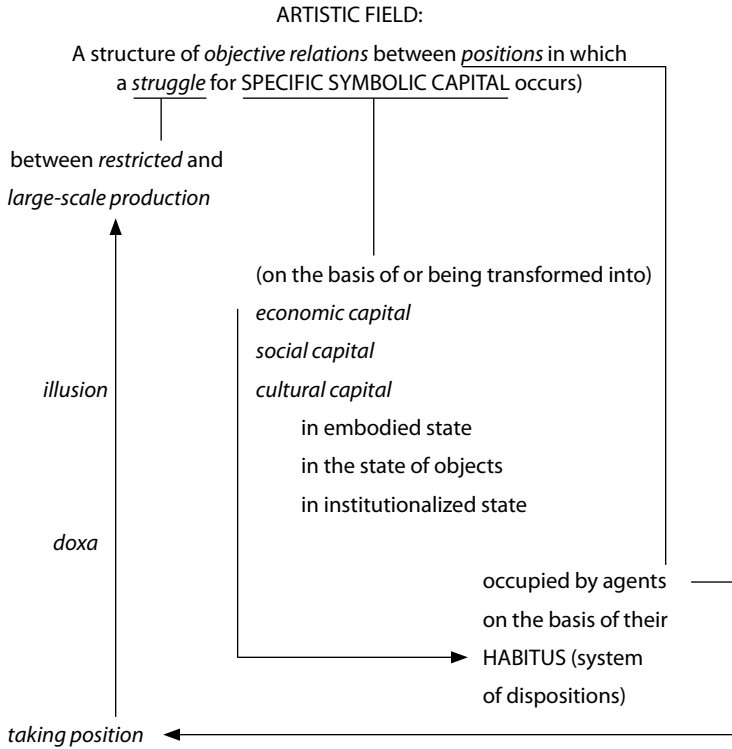 ARTISTIC FIELD:
A structure of objective relations between positions in which
a struggle for SPECIFIC SYMBOLIC CAPITAL occurs)
between restricted and
large-scale production
(on the basis of or being transformed into)
economic capital
social capital
illusion
cultural capital
in embodied state
in the state of objects
in institutionalized state
doxa
occupied by agents
on the basis of their
HABITUS (system
of dispositions)
taking position